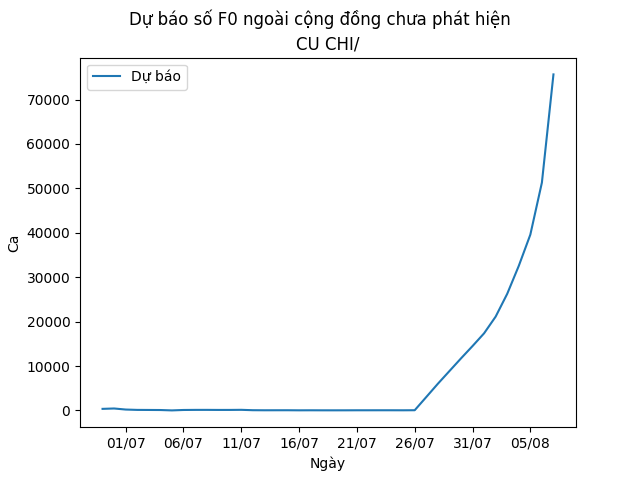 Dự báo số F0 ngoài cộng đồng chưa phát hiện
CU CHI/
Dự báo
70000
60000
50000
40000
30000
20000
10000
0
Ca
01/07 06/07 11/07 16/07 21/07 26/07 31/07 05/08
Ngày